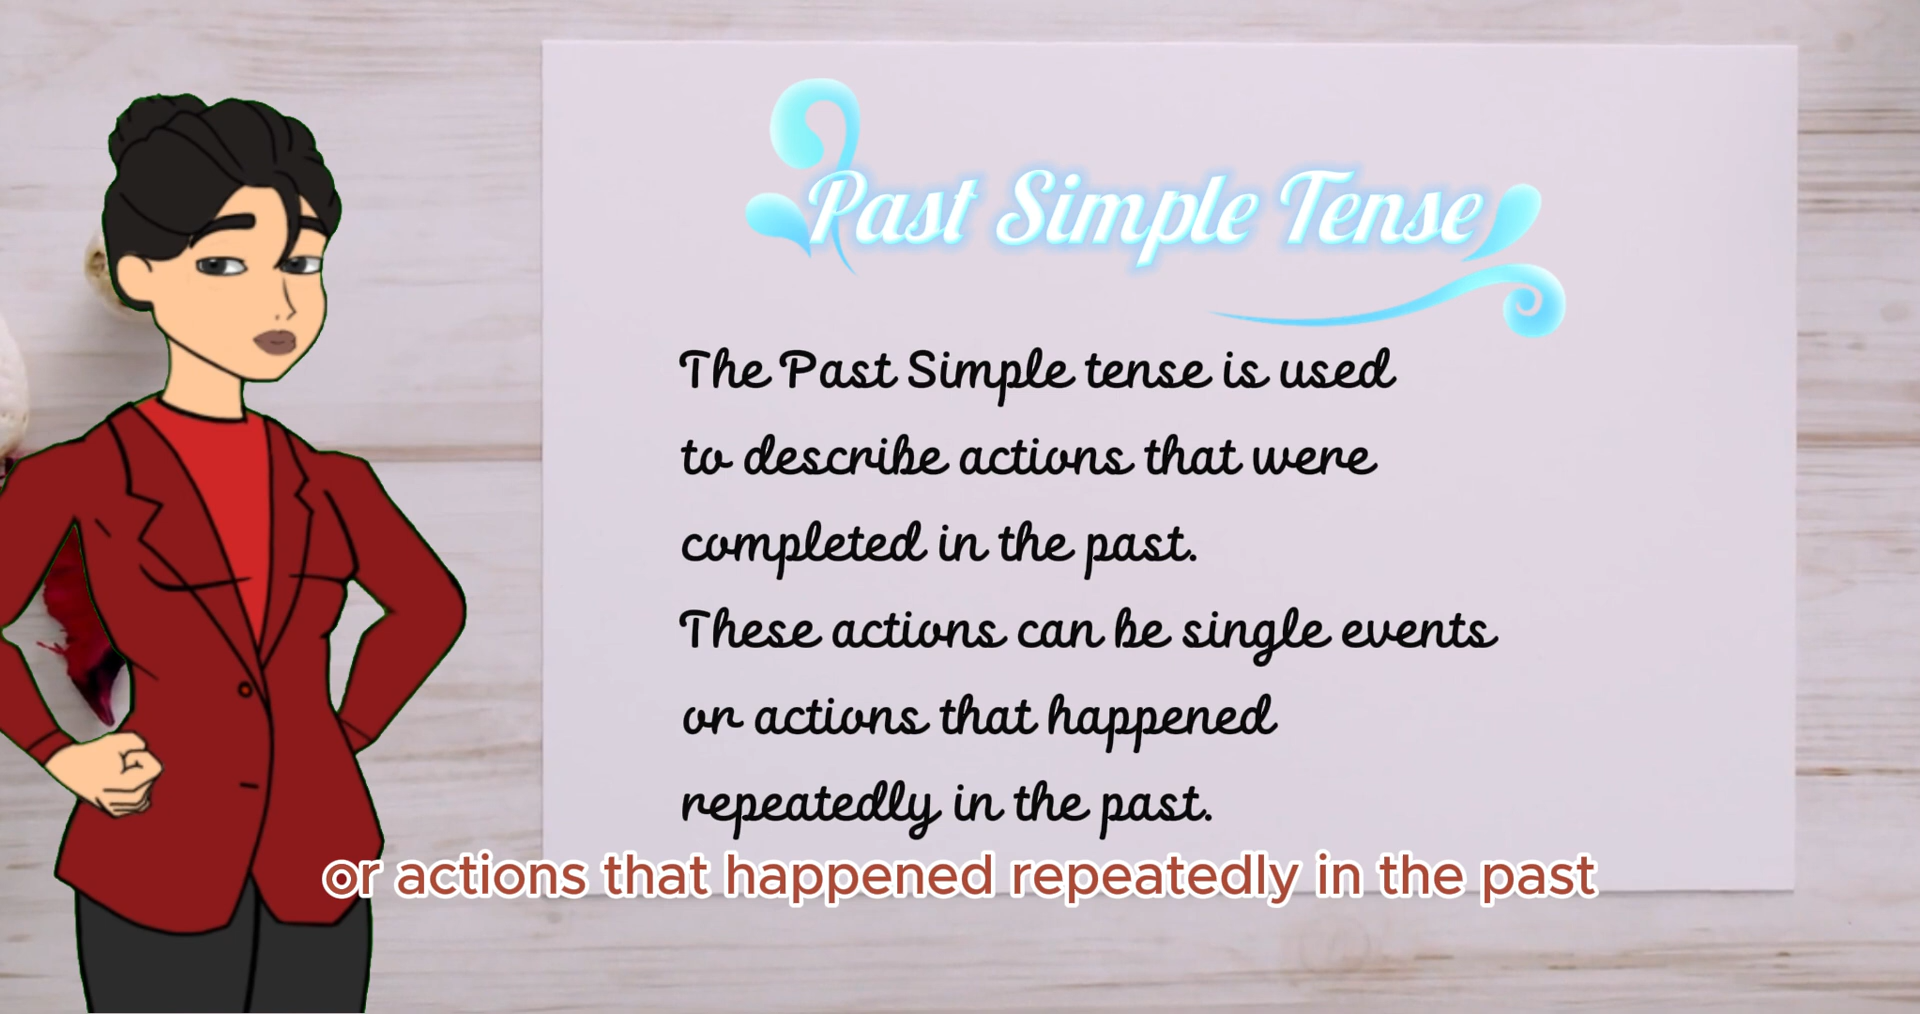 Past Simple Tense
The Past Simple tense is used
to describe actions that were
completed in the past.
These actions can be single events
or actions that happened
repeatedly in the past.
or actions that happened repeatedly in the past